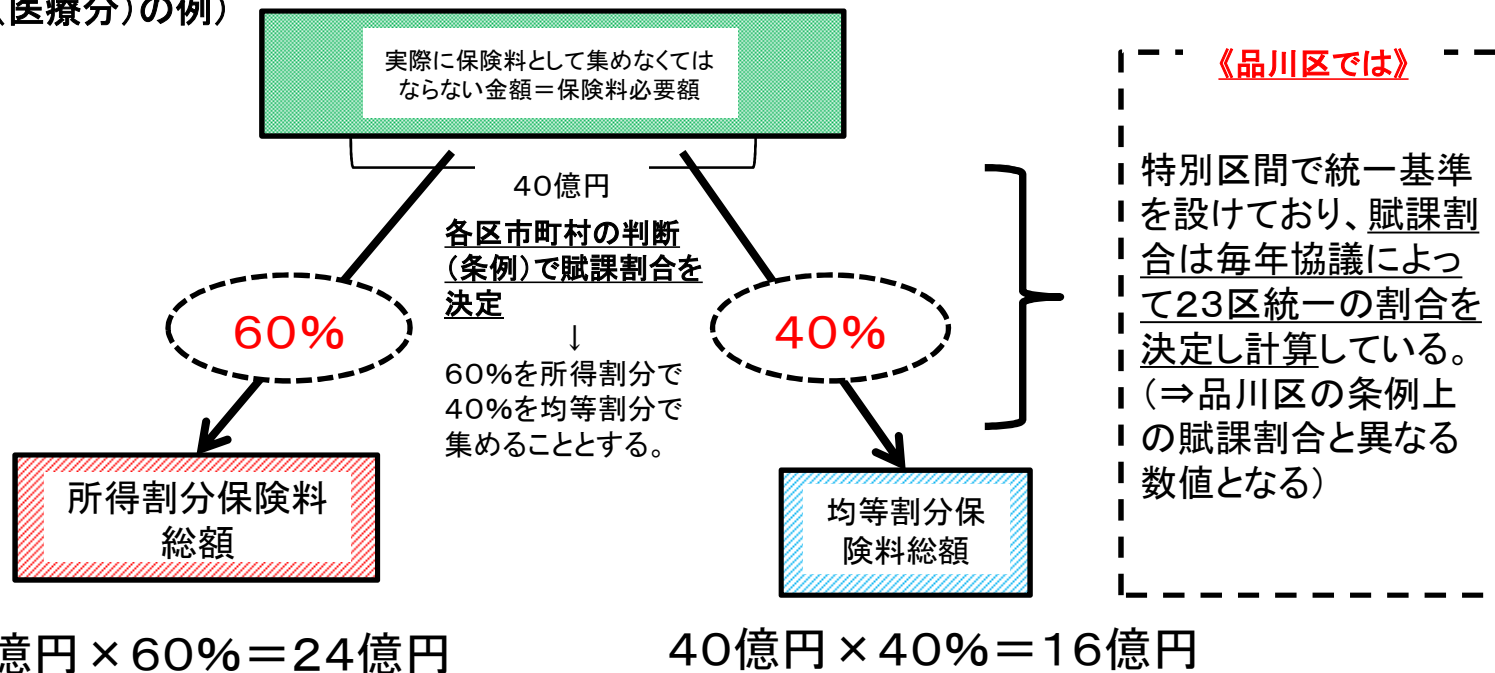 (医療分)の例)
実際に保険料として集めなくては
ならない金額＝保険料必要額
40億円
各区市町村の判断
(条例)で賦課割合を
決定
↓
60%を所得割分で
40%を均等割分で
集めることとする。
60%
40%
所得割分保険料
総額
均等割分保
険料総額
億円×60%＝24億円
40億円×40%＝16億円
《品川区では》
特別区間で統一基準
を設けており、賦課割
合は毎年協議によっ
て23区統一の割合を
決定し計算している。
(⇒品川区の条例上
の賦課割合と異なる
数値となる)